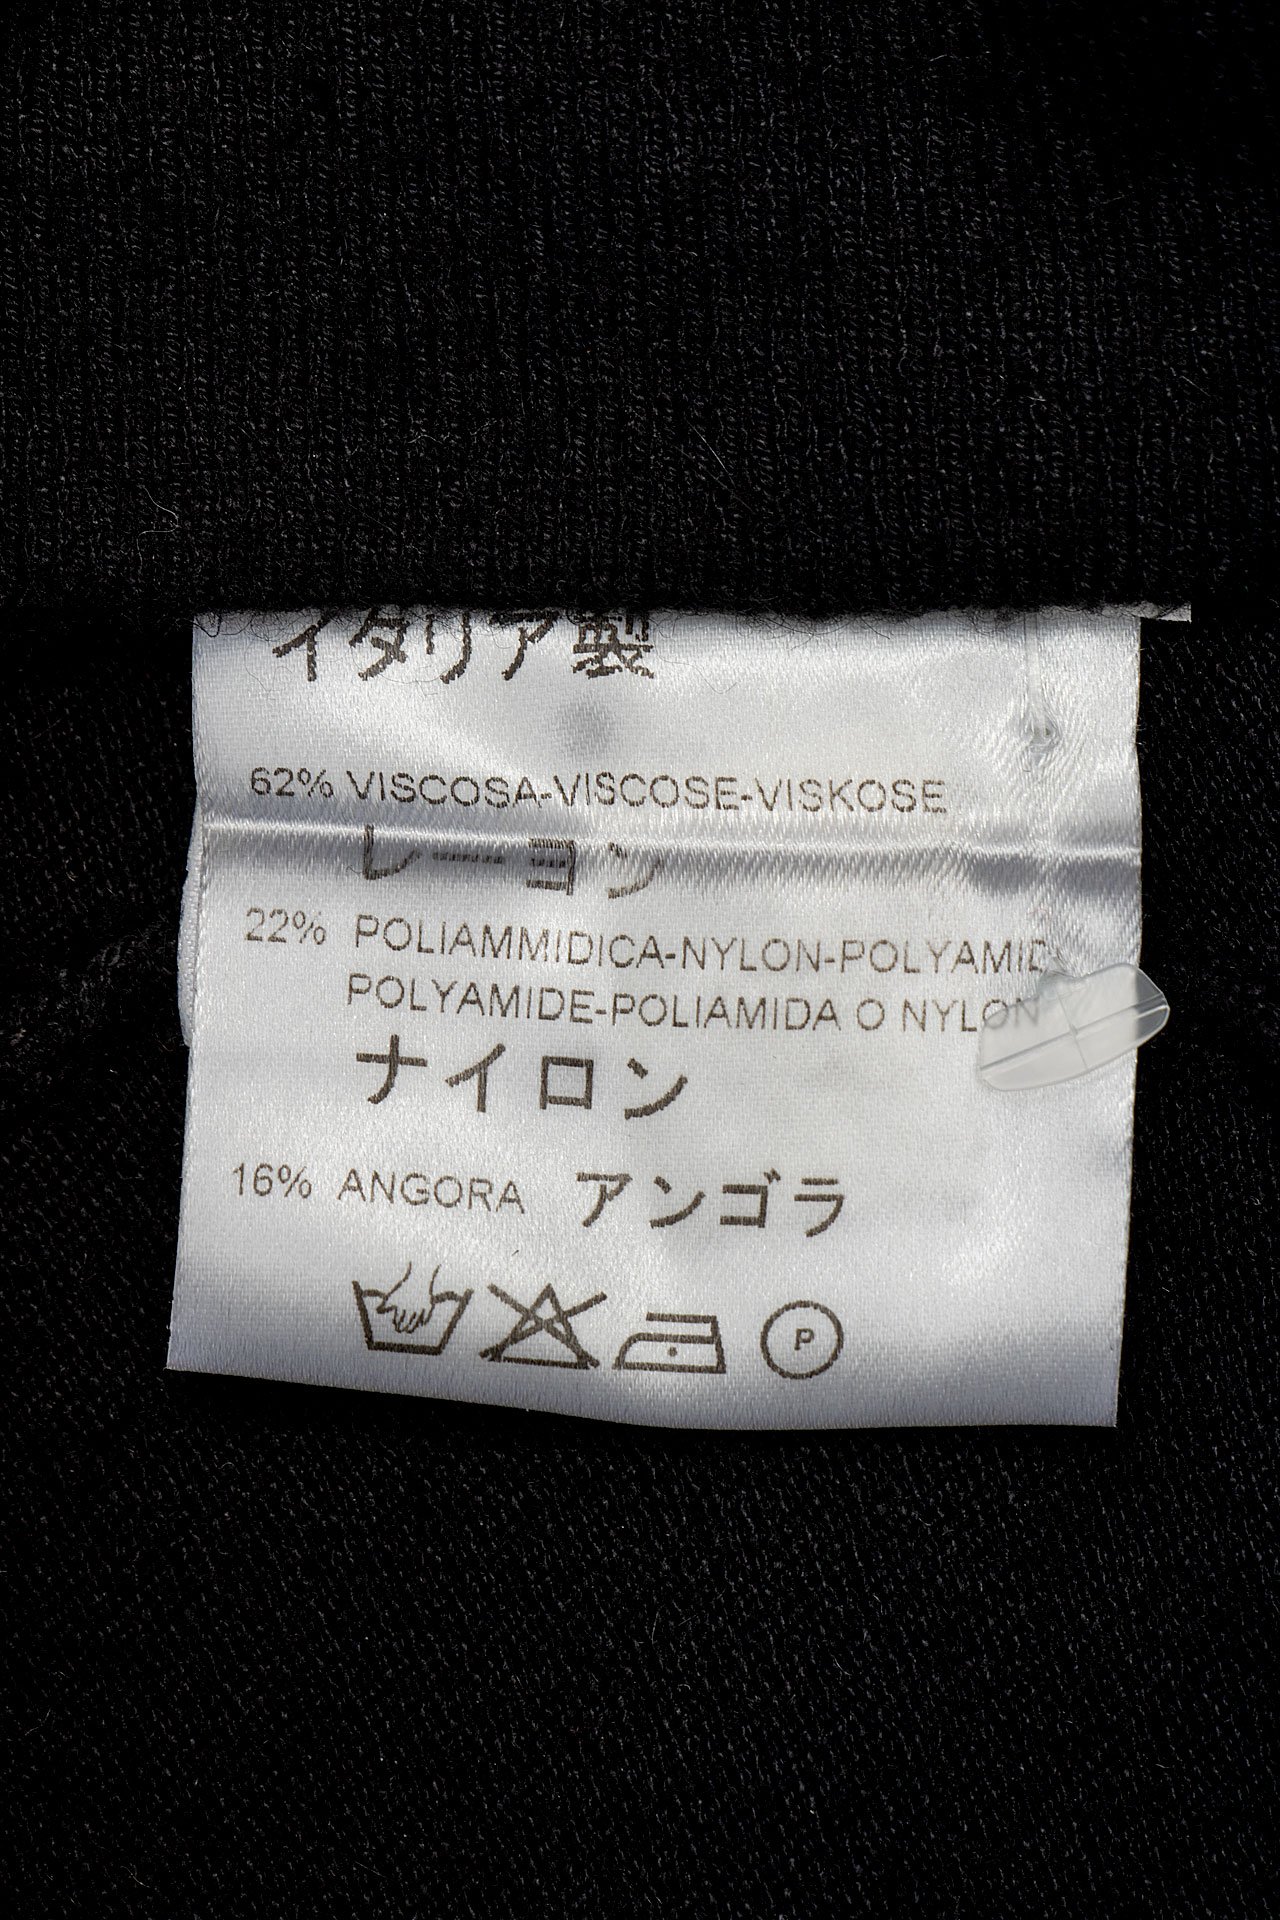 イタリア製
62% VISCOSA-VISCOSE-VISKOSE
レーヨン
22% POLIAMMIDICA-NYLON-POLYAMID
POLYAMIDE-POLIAMIDA O NYLON
ナイロン
16% ANGORA アンゴラ
P